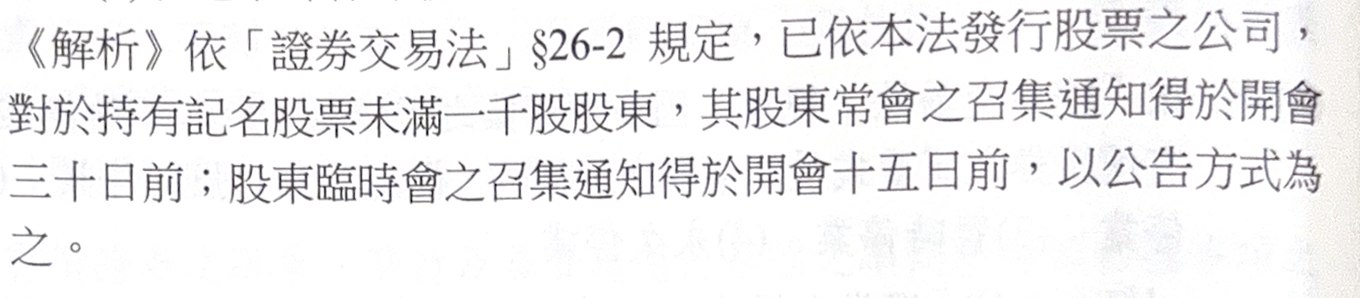 《解析》依「證券交易法」§26-2 規定，已依本法發行股票之公司，
對於持有記名股票未滿一千股股東，其股東常會之召集通知得於開會
三十日前；股東臨時會之召集通知得於開會十五日前，以公告方式為
之。